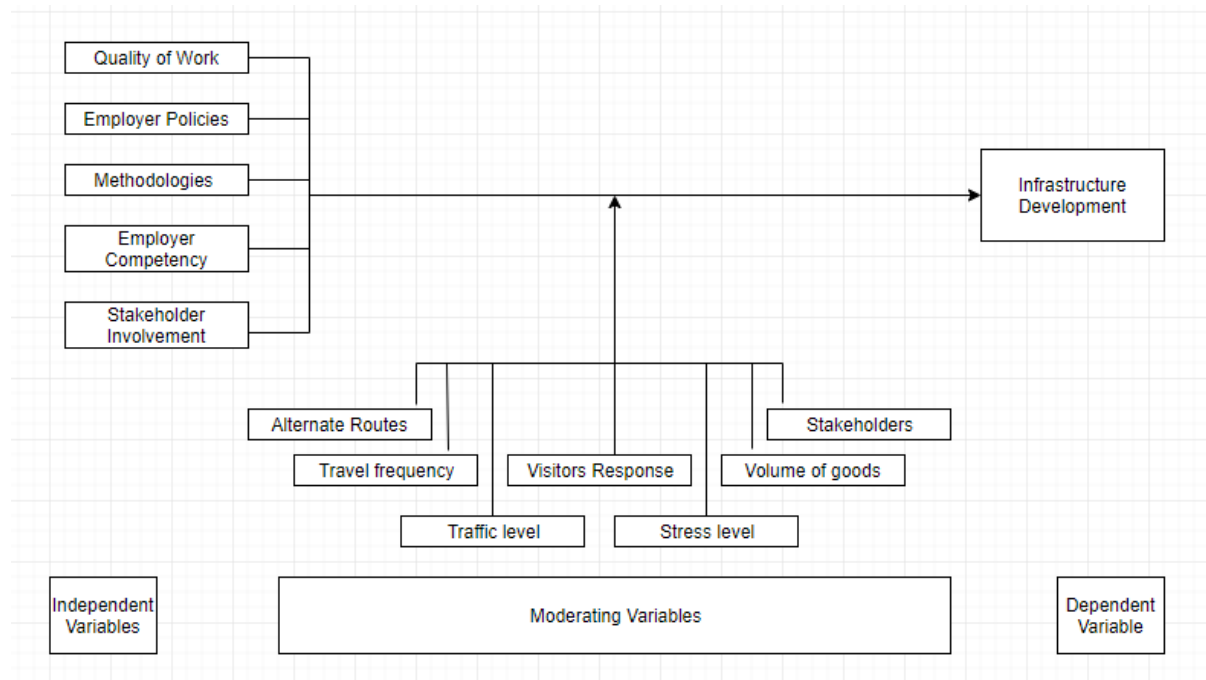 Quality of Work
Employer Policies
Methodologies
Employer
Competency
Stakeholder
Involvement
Infrastructure
Development
Alternate Routes
Stakeholders
Travel frequency
Visitors Response
Volume of goods
Traffic level
Stress level
Independent
Variables
Moderating Variables
Dependent
Variable